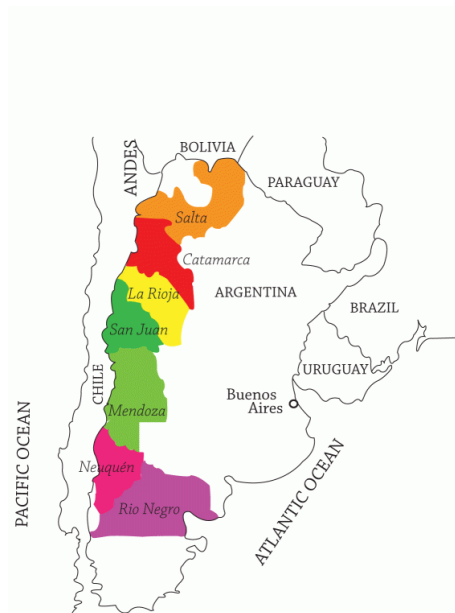 BOLIVIA
ANDES
PARAGUAY
Salta
Catamarca
La Rioja
ARGENTINA
BRAZIL
San Juan
URUGUAY
CHILE
Buenos
Aires
Mendoza
PACIFIC OCEAN
ATLANTIC OCEAN
Neuquén
Rio Negro